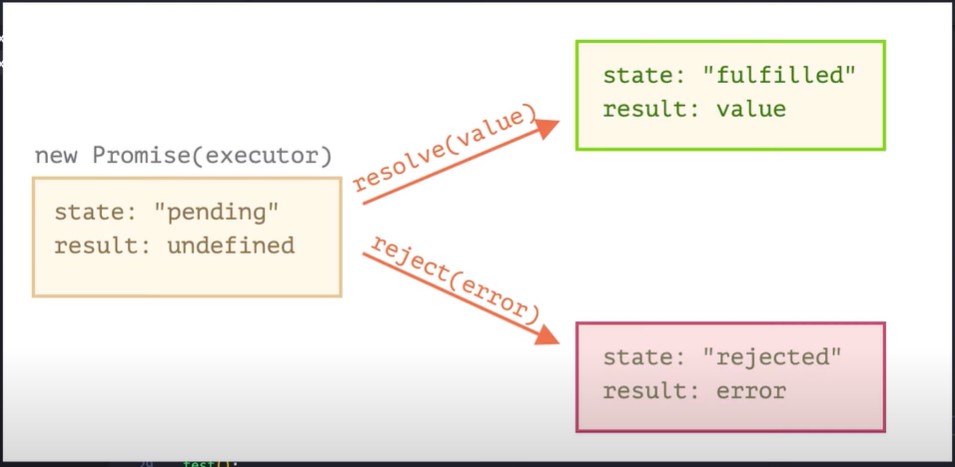 new Promise(executor)
state: "pending"
result: undefined
resolve(value)
reject(error)
state: "fulfilled"
result: value
state: "rejected"
result: error
test();